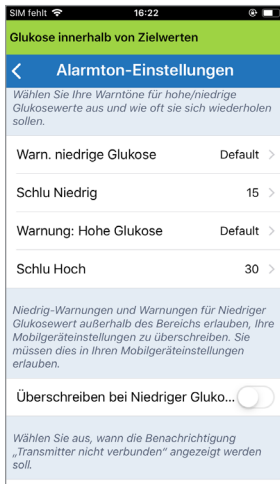 SIM fehlt 16:22
Glukose innerhalb von Zielwerten
Alarmton-Einstellungen
Wählen Sie Ihre Warntöne für hohe/niedrige
Glukosewerte aus und wie oft sie sich wiederholen
sollen.
Warn. niedrige Glukose Default
Schlu Niedrig 15
Warnung: Hohe Glukose Default
Schlu Hoch 30
Niedrig-Warnungen und Warnungen für Niedriger
Glukosewert außerhalb des Bereichs erlauben, Ihre
Mobilgeräteinstellungen zu überschreiben. Sie
müssen dies in Ihren Mobilgeräteinstellungen
erlauben.
Überschreiben bei Niedriger Gluko...
Wählen Sie aus, wann die Benachrichtigung
„Transmitter nicht verbunden" angezeigt werden
soll.